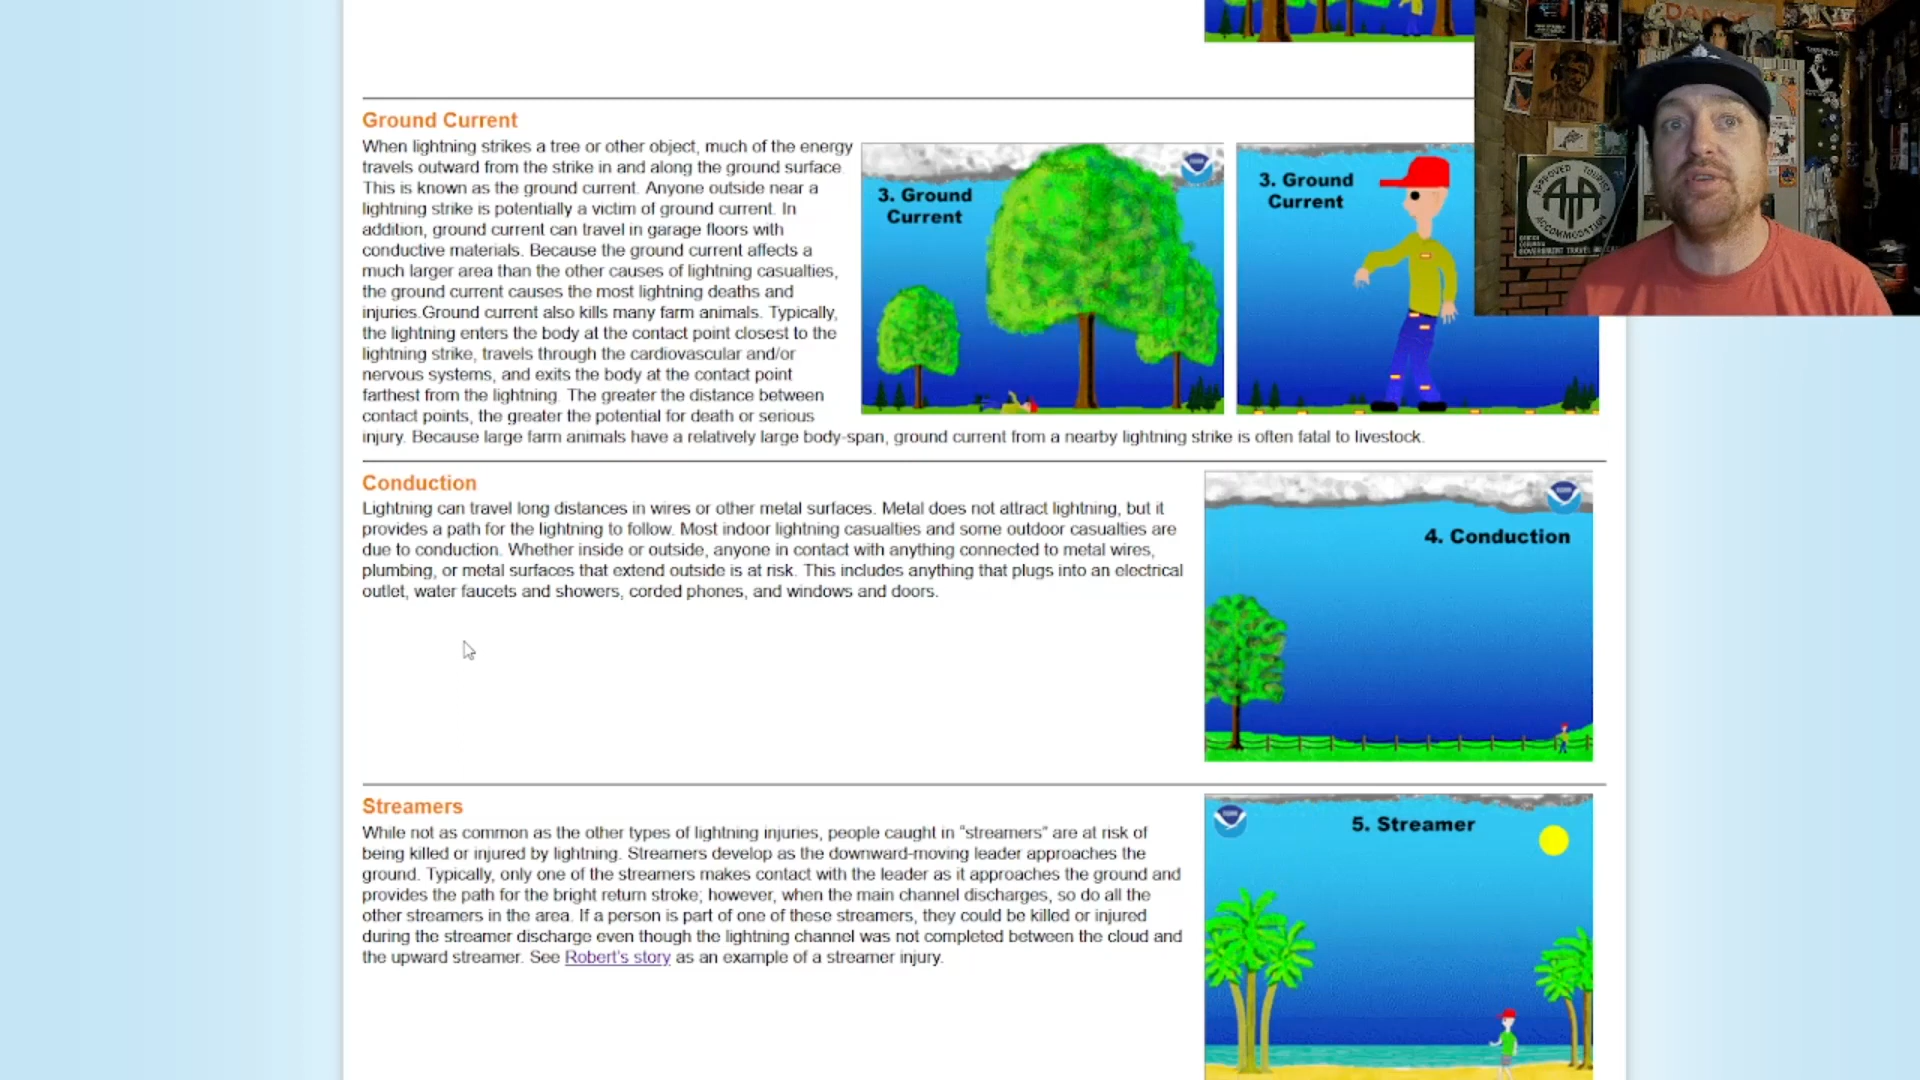 DANCE
APPROVED TOURIST
ACCOMMODATION
Ground Current
When lightning strikes a tree or other object, much of the energy
travels outward from the strike in and along the ground surface.
This is known as the ground current. Anyone outside near a
lightning strike is potentially a victim of ground current. In
addition, ground current can travel in garage floors with
conductive materials. Because the ground current affects a
much larger area than the other causes of lightning casualties,
the ground current causes the most lightning deaths and
injuries.Ground current also kills many farm animals. Typically,
the lightning enters the body at the contact point closest to the
lightning strike, travels through the cardiovascular and/or
nervous systems, and exits the body at the contact point
farthest from the lightning. The greater the distance between
contact points, the greater the potential for death or serious
injury. Because large farm animals have a relatively large body-span, ground current from a nearby lightning strike is often fatal to livestock.
3. Ground
Current
3. Ground
Current
Conduction
Lightning can travel long distances in wires or other metal surfaces. Metal does not attract lightning, but it
provides a path for the lightning to follow. Most indoor lightning casualties and some outdoor casualties are
due to conduction. Whether inside or outside, anyone in contact with anything connected to metal wires,
plumbing, or metal surfaces that extend outside is at risk. This includes anything that plugs into an electrical
outlet, water faucets and showers, corded phones, and windows and doors.
4. Conduction
Streamers
While not as common as the other types of lightning injuries, people caught in “streamers” are at risk of
being killed or injured by lightning. Streamers develop as the downward-moving leader approaches the
ground. Typically, only one of the streamers makes contact with the leader as it approaches the ground and
provides the path for the bright return stroke; however, when the main channel discharges, so do all the
other streamers in the area. If a person is part of one of these streamers, they could be killed or injured
during the streamer discharge even though the lightning channel was not completed between the cloud and
the upward streamer. See Robert's story as an example of a streamer injury.
5. Streamer